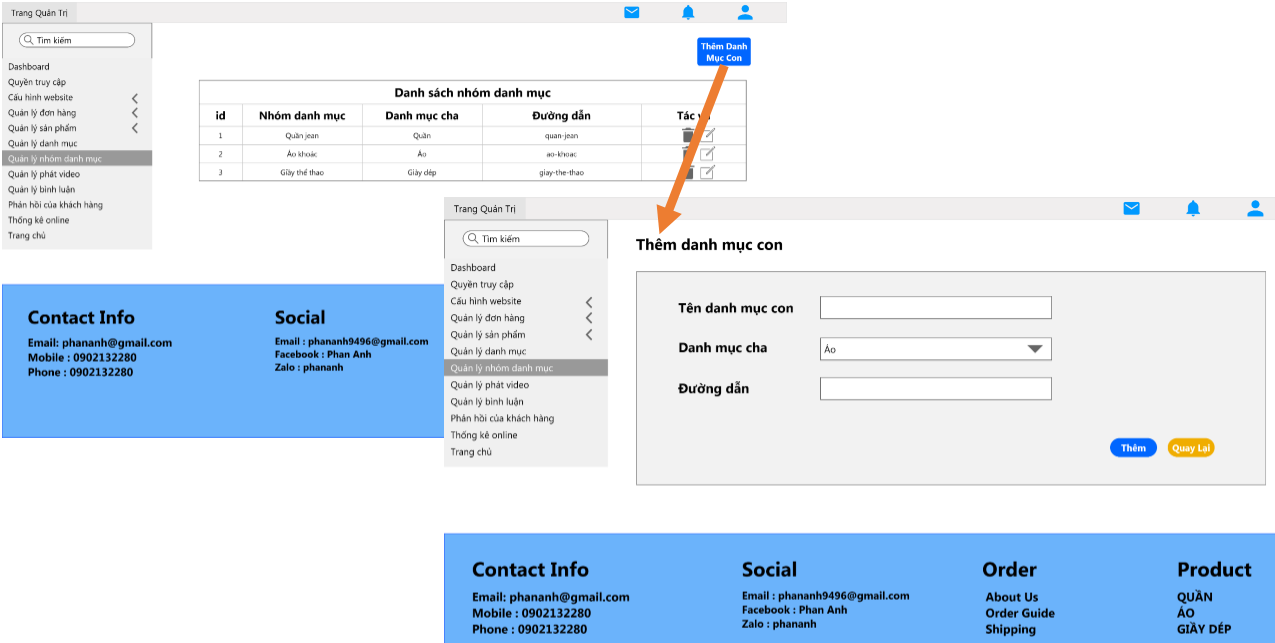 Trang Quản Trị
Tìm kiếm
Dashboard
Quyền truy cập
Cấu hình website
Quản lý đơn hàng
Quản lý sản phẩm
Quản lý danh mục
Quản lý nhóm danh mục
Quản lý phát video
Quản lý bình luận
Phản hồi của khách hàng
Thống kê online
Trang chủ
Thêm Danh
Mục Con
Danh sách nhóm danh mục
id Nhóm danh mục Danh mục cha Đường dẫn Tác
1 Quần jean Quần quan-jean
2 Áo khoác Áo ao-khoac
3 Giầy thể thao Giày dép giay-the-thao
Contact Info
Email: phananh@gmail.com
Mobile : 0902132280
Phone : 0902132280
Social
Email : phananh9496@gmail.com
Facebook : Phan Anh
Zalo : phananh
Trang Quản Trị
Tìm kiếm
Dashboard
Quyền truy cập
Cấu hình website
Quản lý đơn hàng
Quản lý sản phẩm
Quản lý danh mục
Quản lý nhóm danh mục
Quản lý phát video
Quản lý bình luận
Phản hồi của khách hàng
Thống kê online
Trang chủ
Thêm danh mục con
Tên danh mục con
Danh mục cha Áo
Đường dẫn
Thêm Quay Lại
Contact Info
Email: phananh@gmail.com
Mobile : 0902132280
Phone : 0902132280
Social
Email : phananh9496@gmail.com
Facebook : Phan Anh
Zalo : phananh
Order
About Us
Order Guide
Shipping
Product
QUẦN
ÁO
GIẦY DÉP